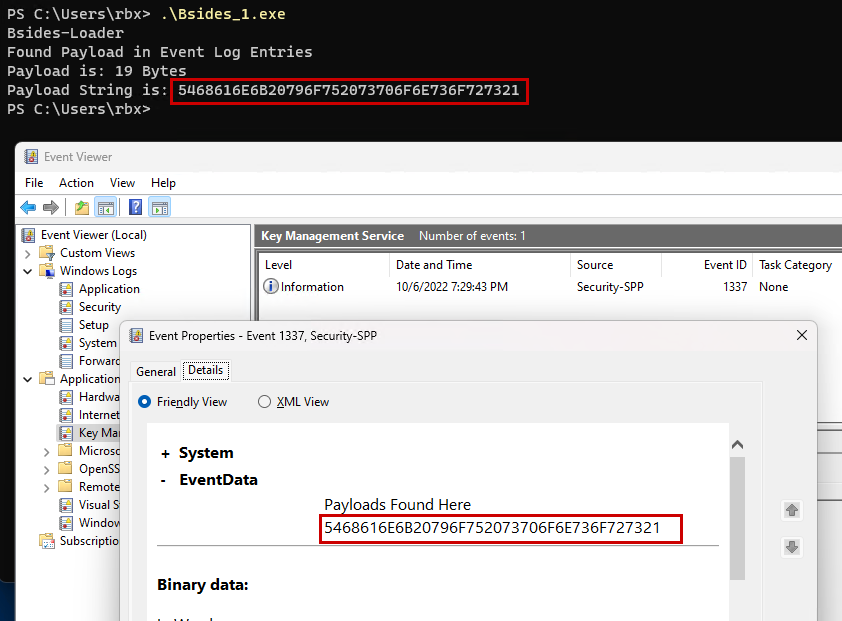 PS C:\Users\rbx> .\Bsides_1.exe
Bsides-Loader
Found Payload in Event Log Entries
Payload is: 19 Bytes
Payload String is: 5468616E6B20796F752073706F6E736F727321
PS C:\Users\rbx>
Event Viewer
File Action View Help
Event Viewer (Local)
Custom Views
Windows Logs
Application
Security
Setup
System
Forward
Application
Hardwa
Internet
Key Ma
Microso
OpenSS
Remote
Visual S
Window
Subscriptio
Key Management Service Number of events: 1
Level Date and Time Source Event ID Task Category
Information 10/6/2022 7:29:43 PM Security-SPP 1337 None
Event Properties - Event 1337, Security-SPP
General Details
Friendly View XML View
+ System
- EventData
Payloads Found Here
5468616E6B20796F752073706F6E736F727321
Binary data: